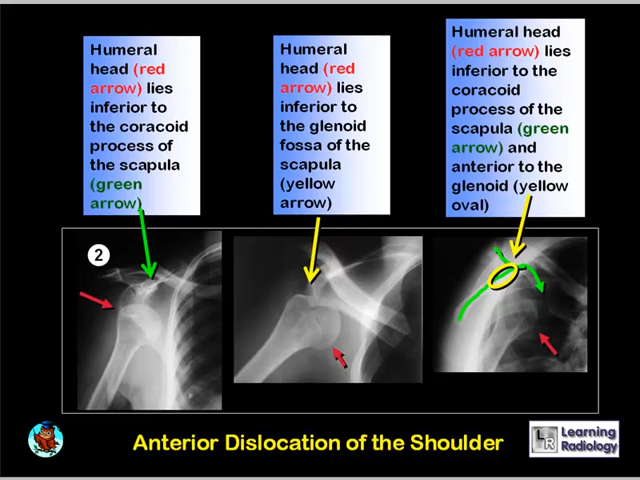 Humeral
head (red
arrow) lies
inferior to
the coracoid
process of
the scapula
(green
arrow)
Humeral
head (red
arrow) lies
inferior to
the glenoid
fossa of the
scapula
(yellow
arrow)
Humeral head
(red arrow) lies
inferior to the
coracoid
process of the
scapula (green
arrow) and
anterior to the
glenoid (yellow
oval)
2
Anterior Dislocation of the Shoulder
LR
Learning
Radiology